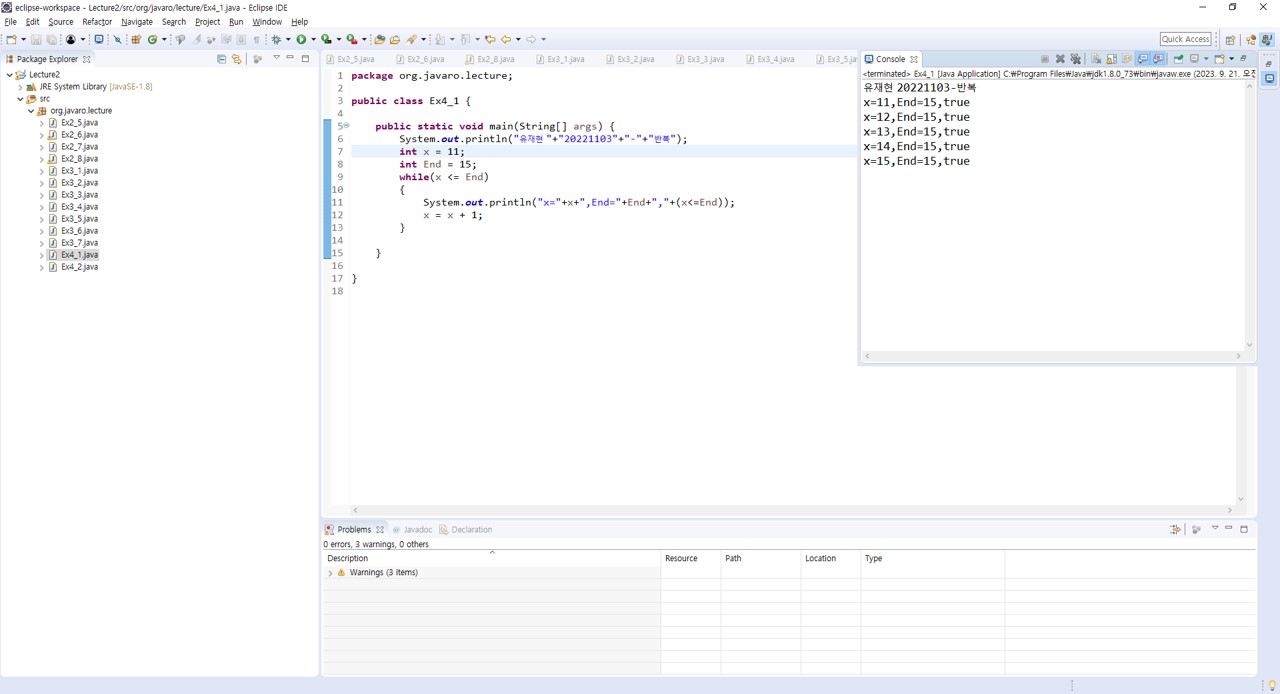 eclipse-workspace - Lecture2/src/org/javaro/lecture/Ex4_1.java - Eclipse IDE
File Edit Source Refactor Navigate Search Project Run Window Help
Quick Access
Package Explorer
Lecture2
JRE System Library [JavaSE-1.8]
src
org.javaro.lecture
Ex2_5.java
Ex2_6.java
Ex2_7.java
Ex2_8.java
Ex3_1.java
Ex3_2.java
Ex3_3.java
Ex3_4.java
Ex3_5.java
Ex3_6.java
Ex3_7.java
Ex4_1.java
Ex4_2.java
Ex2_5.java Ex2_6.java Ex2_8.java Ex3_1.java Ex3_2.java Ex3_3.java Ex3_4.java Ex3_5.ja
1 package org.javaro.lecture;
2
3 public class Ex4_1 {
4
5 public static void main(String[] args) {
6 System.out.println("유재현 "+"20221103"+"-"+"반복");
7 int x = 11;
8 int End = 15;
9 while(x <= End)
10 {
11 System.out.println("x="+x+",End="+End+","+(x<=End));
12 x = x + 1;
13 }
14
15 }
16
17 }
18
Console
<terminated> Ex4_1 [Java Application] C:₩Program Files₩Java₩jdk1.8.0_73₩bin₩javaw.exe (2023. 9. 21. 오전
유재현 20221103-반복
x=11,End=15,true
x=12,End=15,true
x=13,End=15,true
x=14,End=15,true
x=15,End=15,true
Problems Javadoc Declaration
0 errors, 3 warnings, 0 others
Description Resource Path Location Type
Warnings (3 items)